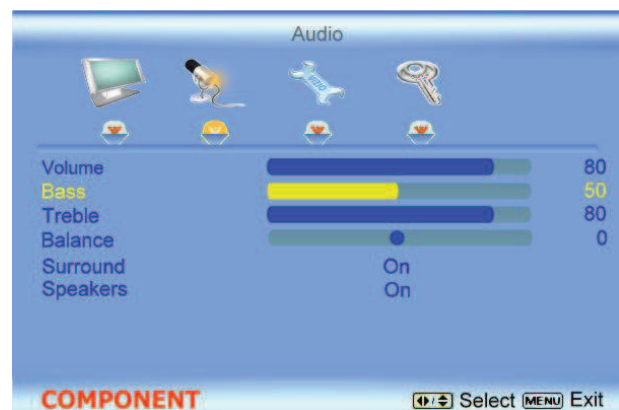 Audio
Volume 80
Bass 50
Treble 80
Balance 0
Surround On
Speakers On
COMPONENT Select MENU Exit